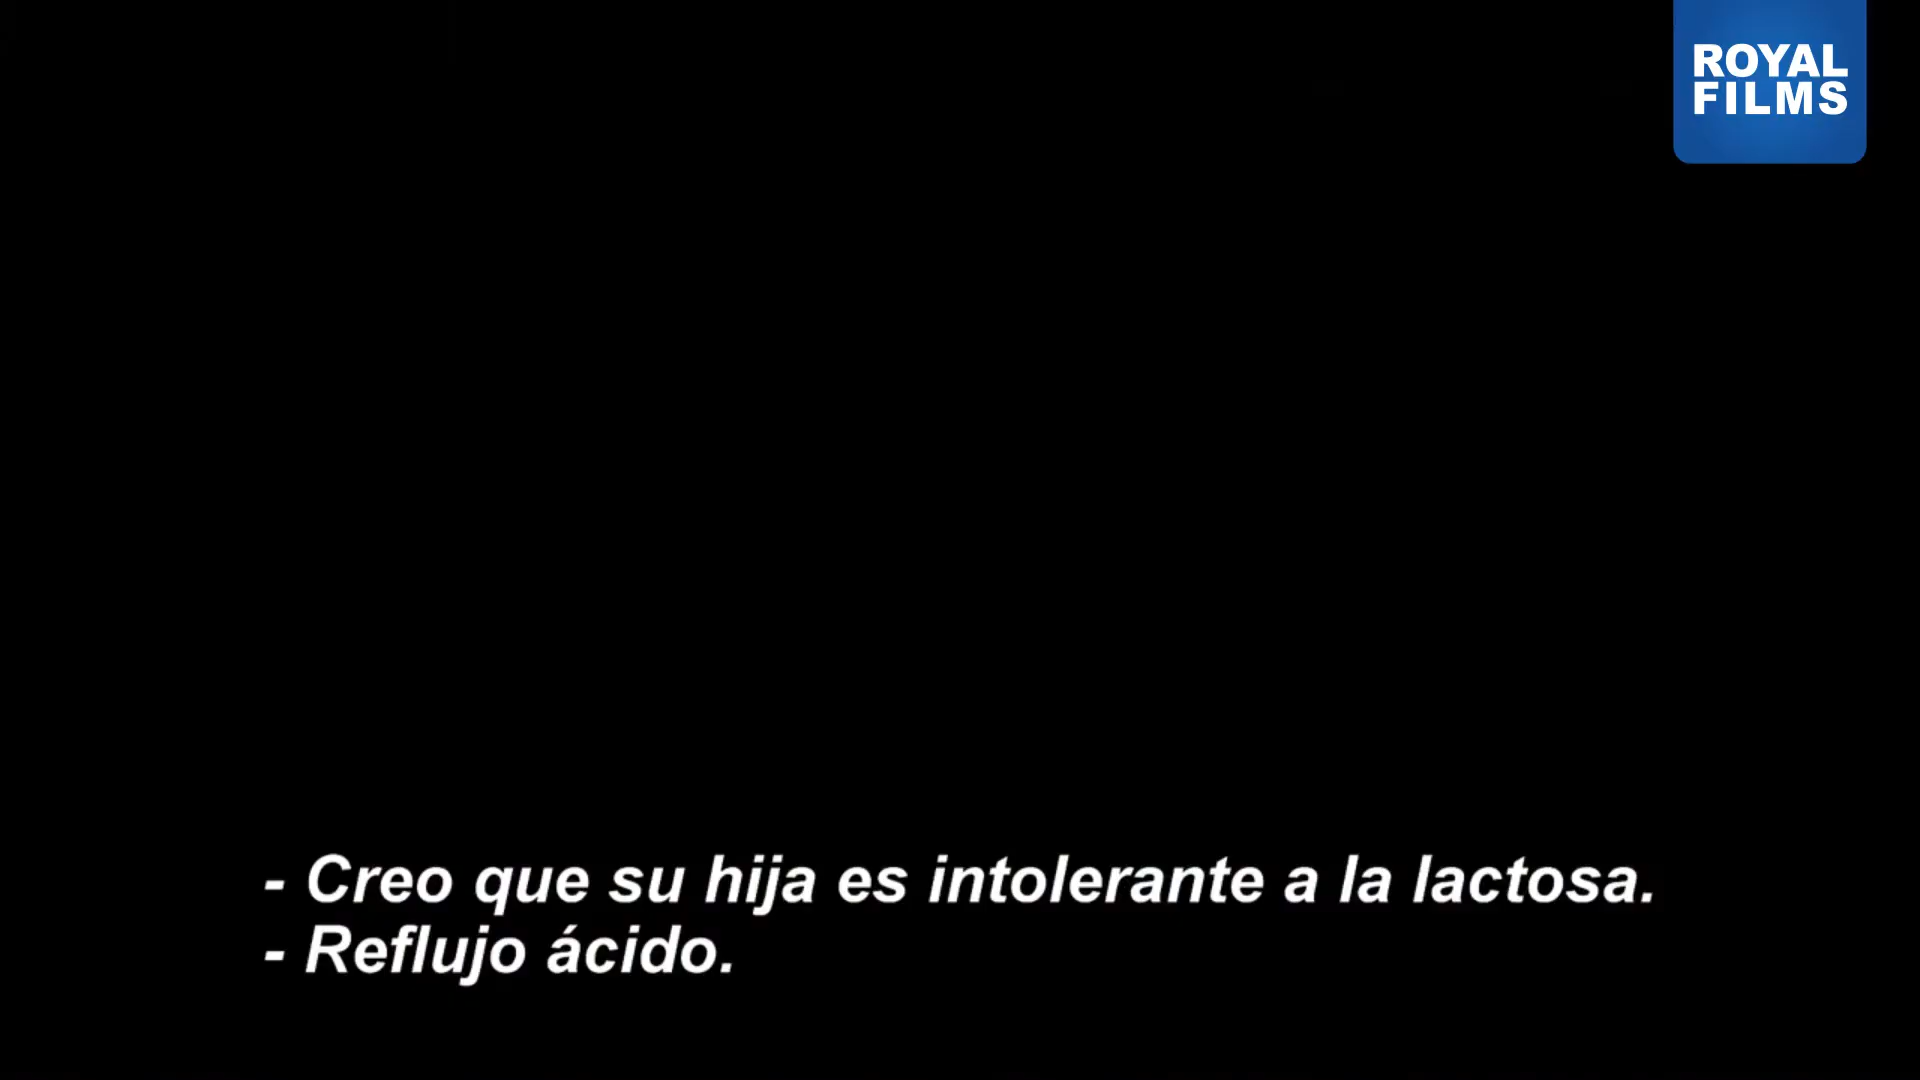 ROYAL
FILMS
- Creo que su hija es intolerante a la lactosa.
- Reflujo ácido.